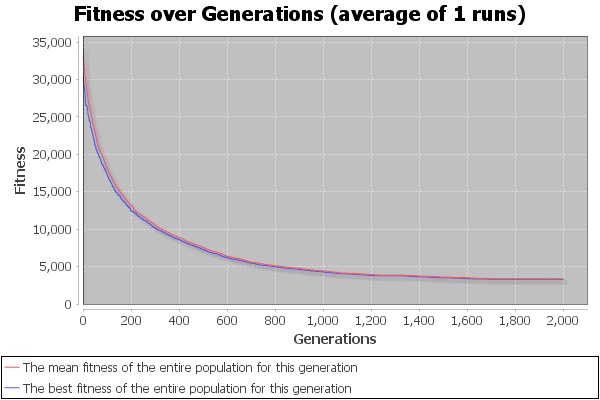 Fitness over Generations (average of 1 runs)
35,000
30,000
25,000
20,000
15,000
10,000
5,000
0
Fitness
0 200 400 600 800 1,000 1,200 1,400 1,600 1,800 2,000
Generations
The mean fitness of the entire population for this generation
The best fitness of the entire population for this generation